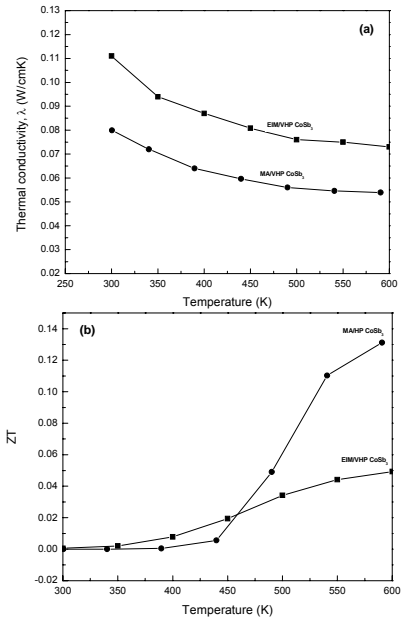 (a)
0.13
0.12
0.11
0.10
0.09
0.08
0.07
0.06
0.05
0.04
0.03
0.02
Thermal conductivity, λ (W/cmK)
EIM/VHP CoSb3
MA/VHP CoSb3
250 300 350 400 450 500 550 600
Temperature (K)
(b)
0.14
0.12
0.10
0.08
0.06
0.04
0.02
0.00
-0.02
ZT
MA/HP CoSb3
EIM/VHP CoSb3
300 350 400 450 500 550 600
Temperature (K)